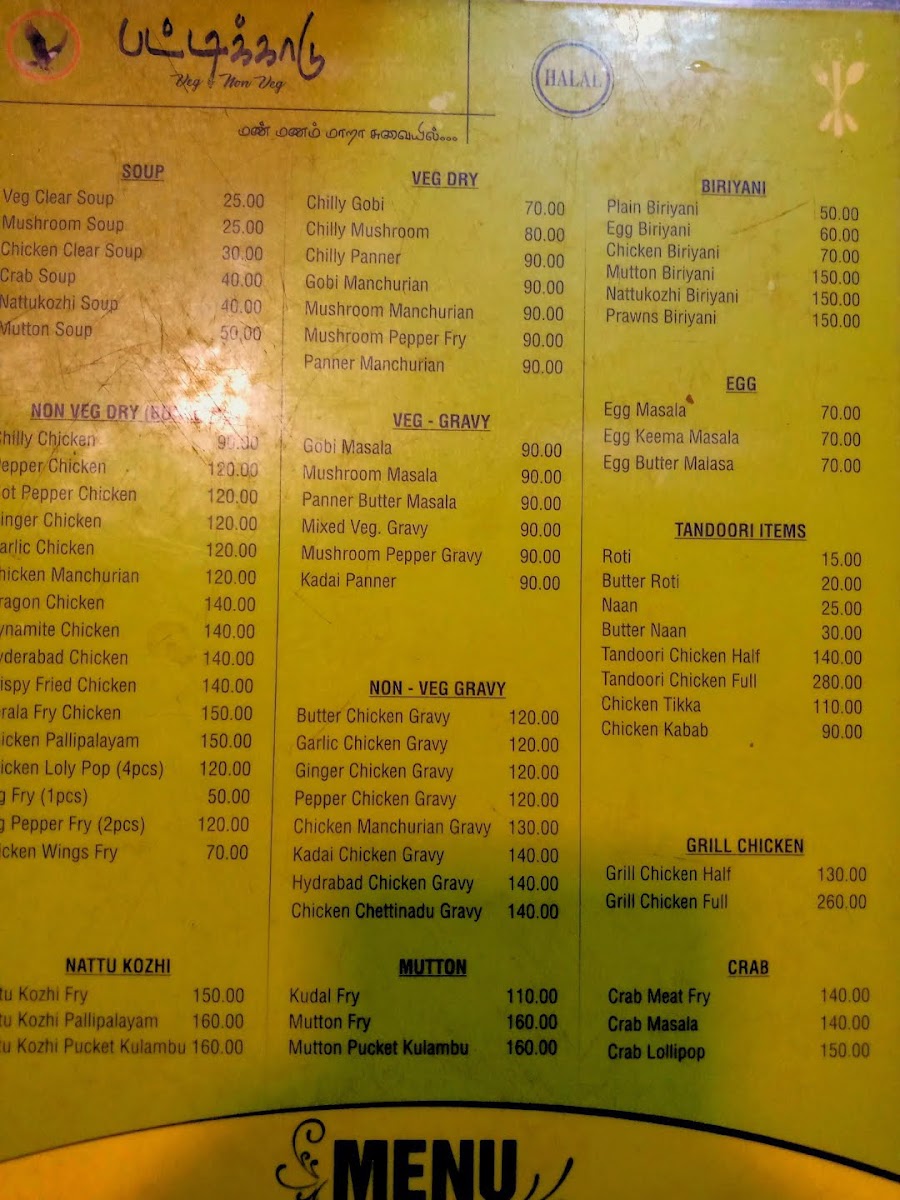 பட்டிக்காடு
Veg & Non Veg
HALAL
மண் மணம் மாறா சுவையில்...
SOUP
Veg Clear Soup 25.00
Mushroom Soup 25.00
Chicken Clear Soup 30.00
Crab Soup 40.00
Nattukozhi Soup 40.00
Mutton Soup 50.00
NON VEG DRY
hilly Chicken 90.00
epper Chicken 120.00
ot Pepper Chicken 120.00
inger Chicken 120.00
arlic Chicken 120.00
hicken Manchurian 120.00
ragon Chicken 140.00
ynamite Chicken 140.00
yderabad Chicken 140.00
ispy Fried Chicken 140.00
rala Fry Chicken 150.00
icken Pallipalayam 150.00
icken Loly Pop (4pcs) 120.00
g Fry (1pcs) 50.00
g Pepper Fry (2pcs) 120.00
icken Wings Fry 70.00
NATTU KOZHI
tu Kozhi Fry 150.00
tu Kozhi Pallipalayam 160.00
tu Kozhi Pucket Kulambu 160.00
VEG DRY
Chilly Gobi 70.00
Chilly Mushroom 80.00
Chilly Panner 90.00
Gobi Manchurian 90.00
Mushroom Manchurian 90.00
Mushroom Pepper Fry 90.00
Panner Manchurian 90.00
VEG - GRAVY
Gobi Masala 90.00
Mushroom Masala 90.00
Panner Butter Masala 90.00
Mixed Veg. Gravy 90.00
Mushroom Pepper Gravy 90.00
Kadai Panner 90.00
NON - VEG GRAVY
Butter Chicken Gravy 120.00
Garlic Chicken Gravy 120.00
Ginger Chicken Gravy 120.00
Pepper Chicken Gravy 120.00
Chicken Manchurian Gravy 130.00
Kadai Chicken Gravy 140.00
Hydrabad Chicken Gravy 140.00
Chicken Chettinadu Gravy 140.00
MUTTON
Kudal Fry 110.00
Mutton Fry 160.00
Mutton Pucket Kulambu 160.00
BIRIYANI
Plain Biriyani 50.00
Egg Biriyani 60.00
Chicken Biriyani 70.00
Mutton Biriyani 150.00
Nattukozhi Biriyani 150.00
Prawns Biriyani 150.00
EGG
Egg Masala 70.00
Egg Keema Masala 70.00
Egg Butter Malasa 70.00
TANDOORI ITEMS
Roti 15.00
Butter Roti 20.00
Naan 25.00
Butter Naan 30.00
Tandoori Chicken Half 140.00
Tandoori Chicken Full 280.00
Chicken Tikka 110.00
Chicken Kabab 90.00
GRILL CHICKEN
Grill Chicken Half 130.00
Grill Chicken Full 260.00
CRAB
Crab Meat Fry 140.00
Crab Masala 140.00
Crab Lollipop 150.00
MENU